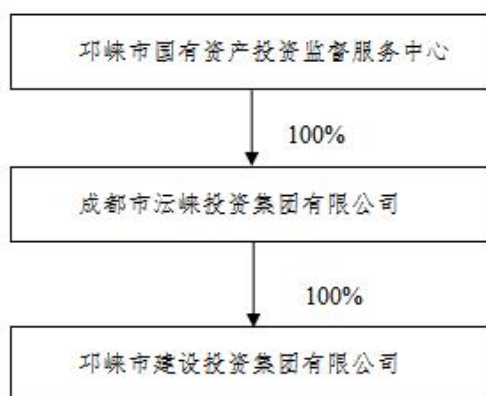 邛崃市国有资产投资监督服务中心
100%
成都市沄崃投资集团有限公司
100%
邛崃市建设投资集团有限公司